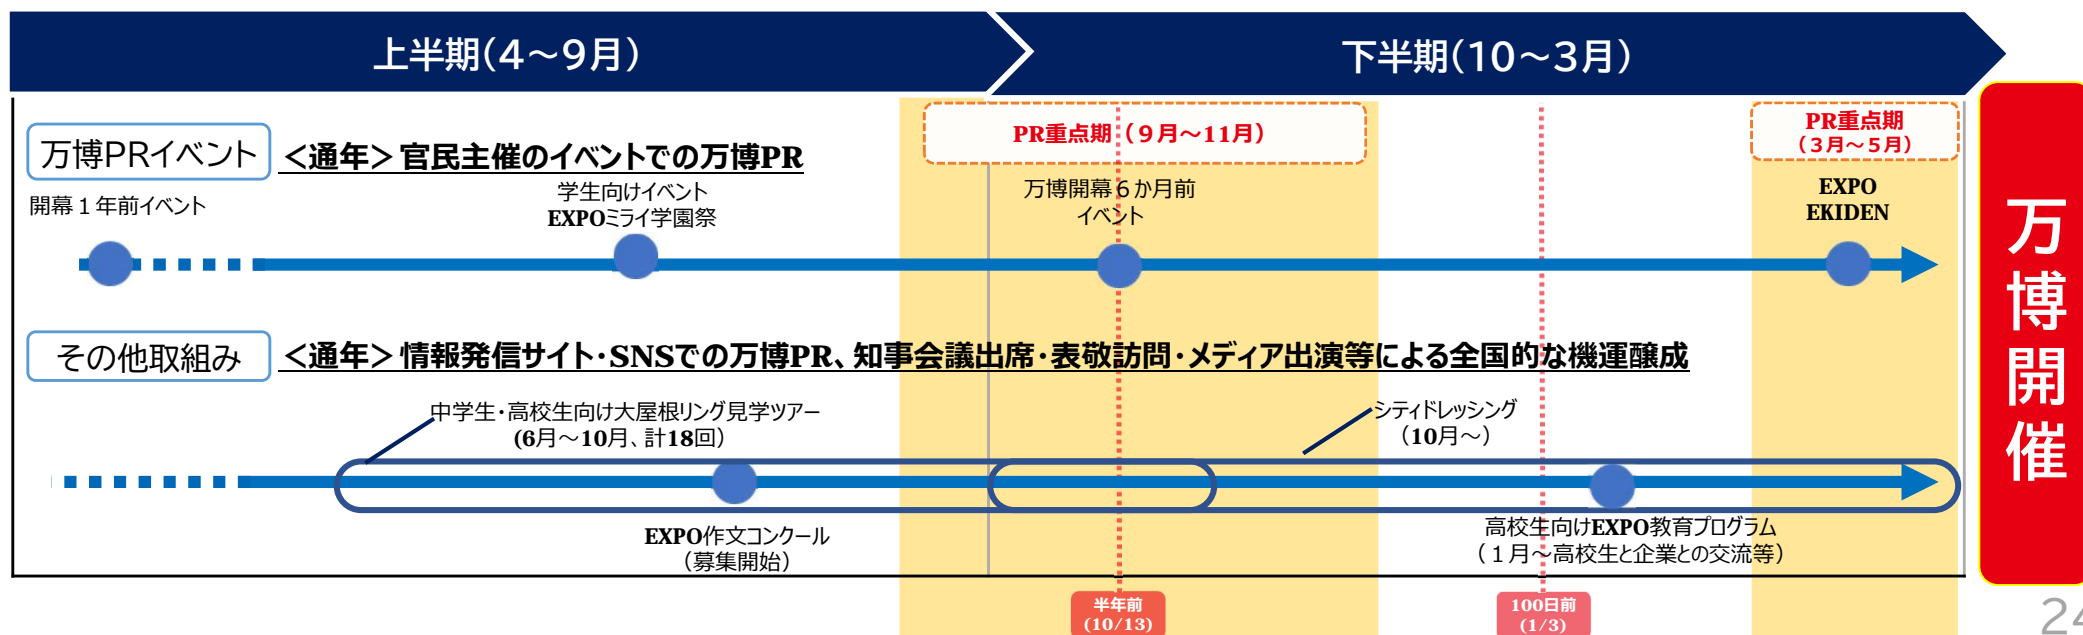 上半期(4～9月)
下半期(10～3月)
PR重点期（９月～11月）
PR重点期
（３月～５月）
万博PRイベント
＜通年＞官民主催のイベントでの万博PR
開幕１年前イベント
学生向けイベント
EXPOミライ学園祭
万博開幕６か月前
イベント
EXPO
EKIDEN
その他取組み
＜通年＞情報発信サイト・SNSでの万博PR、知事会議出席・表敬訪問・メディア出演等による全国的な機運醸成
中学生・高校生向け大屋根リング見学ツアー
(6月～10月、計18回)
シティドレッシング
（10月～）
EXPO作文コンクール
（募集開始）
高校生向けEXPO教育プログラム
（１月～高校生と企業との交流等）
半年前
(10/13)
100日前
(1/3)
万博開催
24